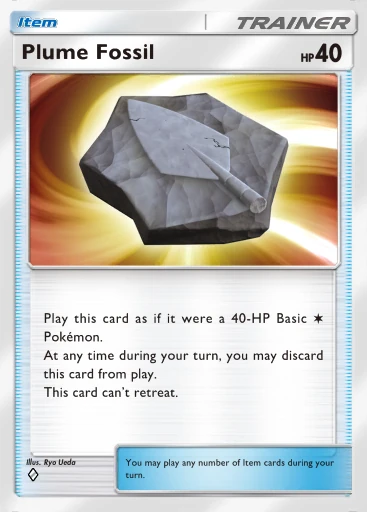 Item
TRAINER
Plume Fossil
HP40
Play this card as if it were a 40-HP Basic ✶
Pokémon.
At any time during your turn, you may discard
this card from play.
This card can't retreat.
Illus. Ryo Ueda
You may play any number of Item cards during your
turn.